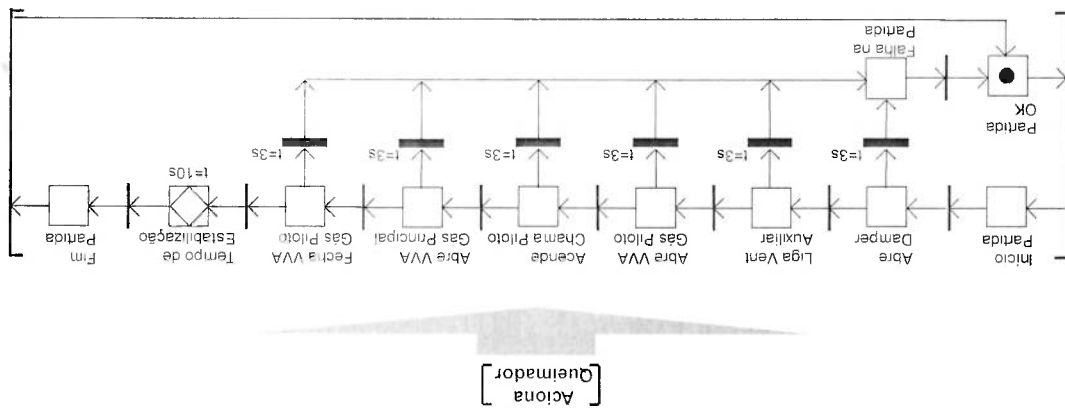 [Aciona
Queimador]
Início
Partida
Abre
Damper
Liga Vent
Auxiliar
Abre VVA
Gás Piloto
Acende
Chama Piloto
Abre VVA
Gás Principal
Fecha VVA
Gás Piloto
Tempo de
Estabilização
Fim
Partida
t=10s
t=3s
t=3s
t=3s
t=3s
t=3s
t=3s
Partida
OK
Falha na
Partida